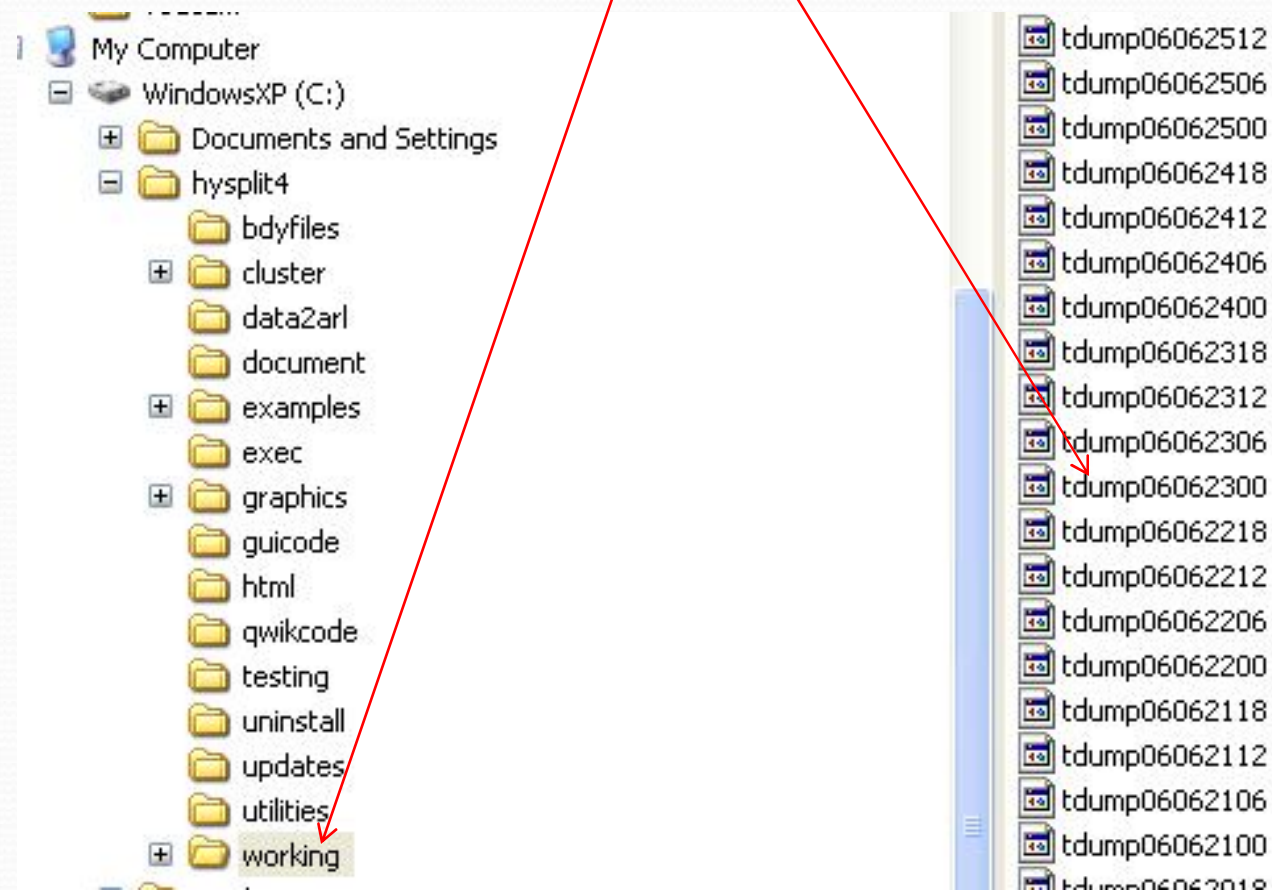 My Computer
WindowsXP (C:)
Documents and Settings
hysplit4
bdyfiles
cluster
data2arl
document
examples
exec
graphics
guicode
html
qwikcode
testing
uninstall
updates
utilities
working
tdump06062512
tdump06062506
tdump06062500
tdump06062418
tdump06062412
tdump06062406
tdump06062400
tdump06062318
tdump06062312
tdump06062306
tdump06062300
tdump06062218
tdump06062212
tdump06062206
tdump06062200
tdump06062118
tdump06062112
tdump06062106
tdump06062100